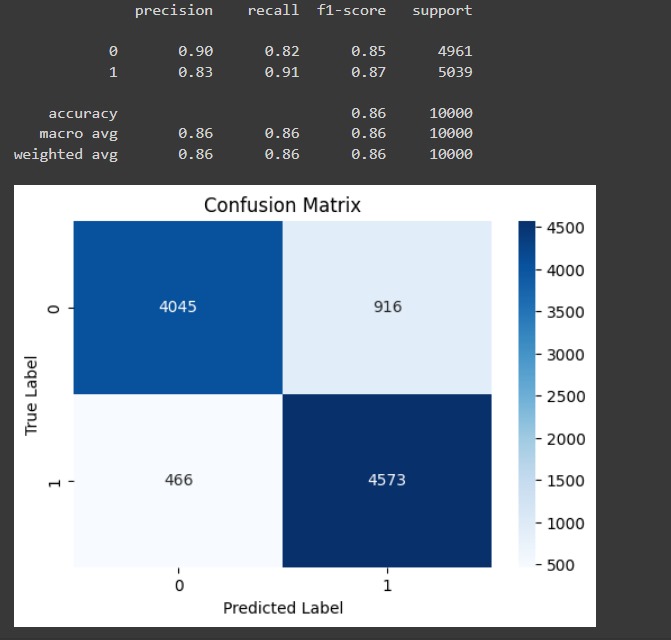 precision recall f1-score support
0 0.90 0.82 0.85 4961
1 0.83 0.91 0.87 5039
accuracy 0.86 10000
macro avg 0.86 0.86 0.86 10000
weighted avg 0.86 0.86 0.86 10000
Confusion Matrix
4500
4000
3500
3000
2500
2000
1500
1000
500
True Label
0
4045 916
1
466 4573
0 1
Predicted Label